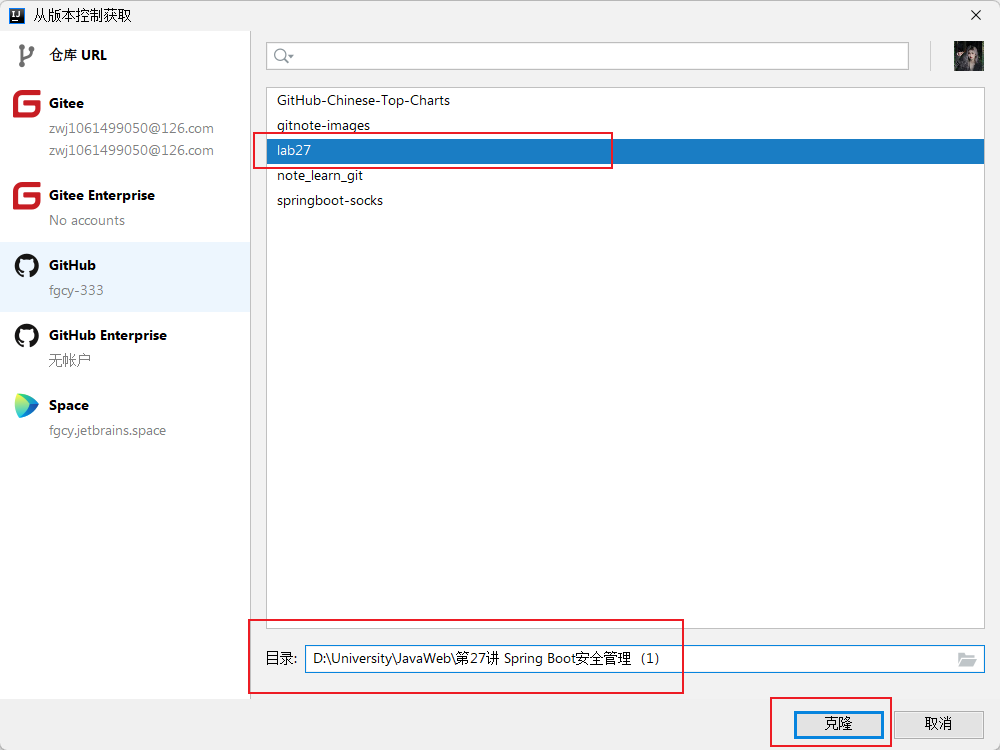 从版本控制获取
仓库 URL
Gitee
zwj1061499050@126.com
zwj1061499050@126.com
Gitee Enterprise
No accounts
GitHub
fgcy-333
GitHub Enterprise
无帐户
Space
fgcy.jetbrains.space
GitHub-Chinese-Top-Charts
gitnote-images
lab27
note_learn_git
springboot-socks
目录: D:\University\JavaWeb\第27讲 Spring Boot安全管理（1）
克隆 取消